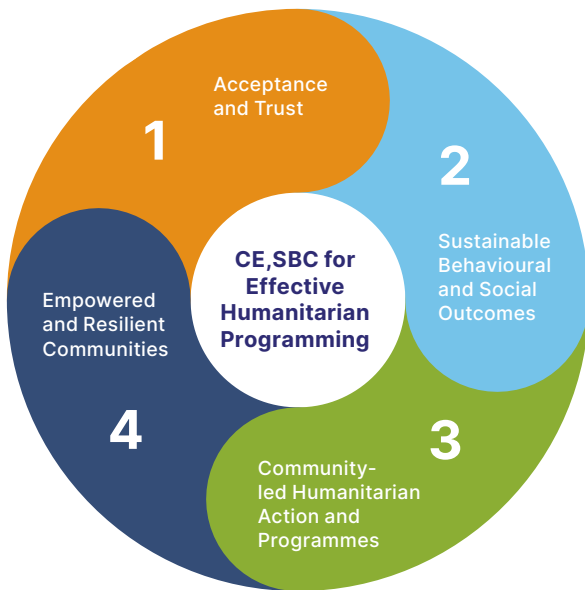 1
Acceptance
and Trust
2
Sustainable
Behavioural
and Social
Outcomes
3
Community-
led Humanitarian
Action and
Programmes
4
Empowered
and Resilient
Communities
CE,SBC for
Effective
Humanitarian
Programming